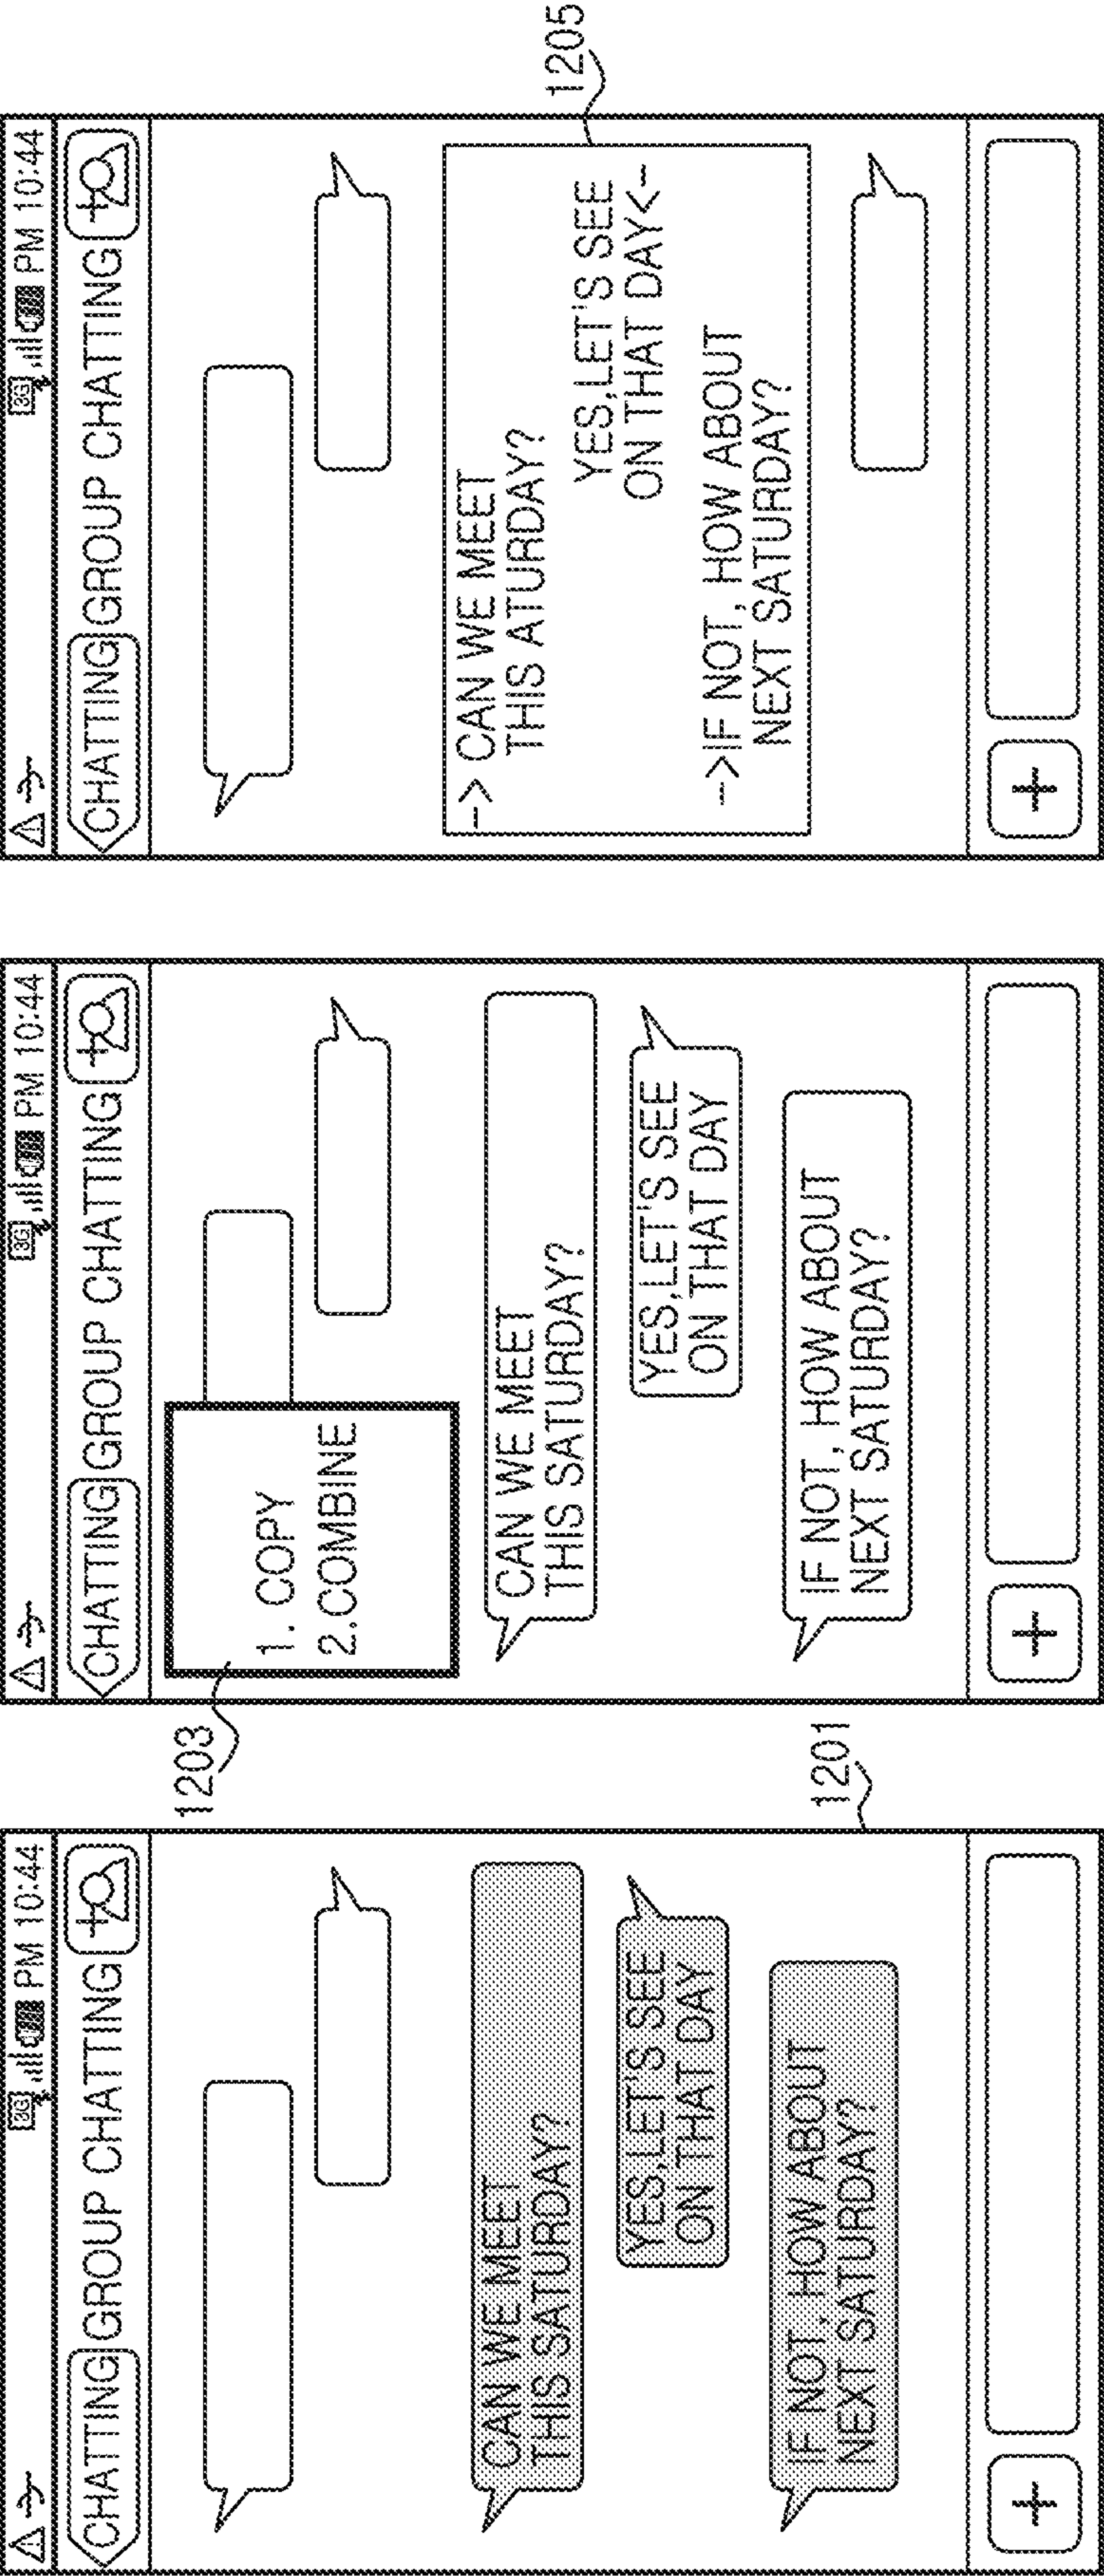 3G PM 10:44
CHATTING GROUP CHATTING
CAN WE MEET
THIS SATURDAY?
YES,LET'S SEE
ON THAT DAY
IF NOT, HOW ABOUT
NEXT SATURDAY?
+
1201
3G PM 10:44
CHATTING GROUP CHATTING
1203
1. COPY
2.COMBINE
CAN WE MEET
THIS SATURDAY?
YES,LET'S SEE
ON THAT DAY
IF NOT, HOW ABOUT
NEXT SATURDAY?
+
3G PM 10:44
CHATTING GROUP CHATTING
--> CAN WE MEET
THIS ATURDAY?
YES,LET'S SEE
ON THAT DAY<--
-->IF NOT, HOW ABOUT
NEXT SATURDAY?
+
1205